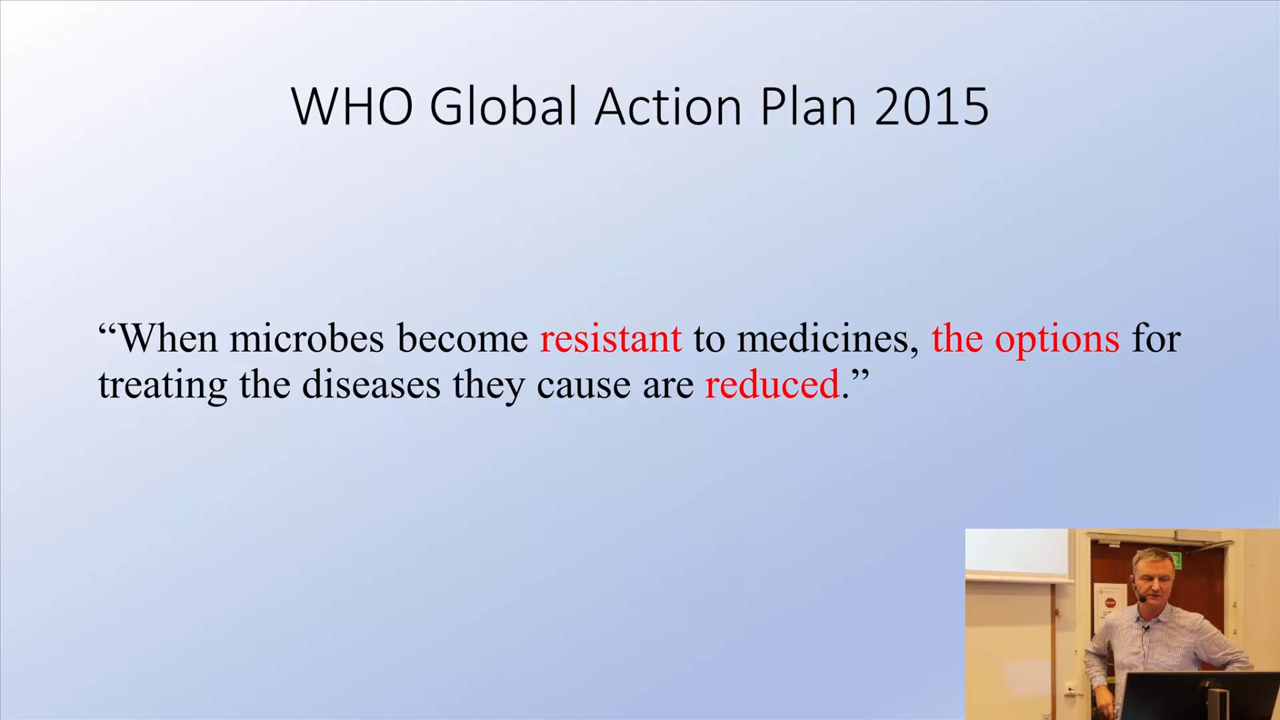 WHO Global Action Plan 2015
“When microbes become resistant to medicines, the options for
treating the diseases they cause are reduced.”